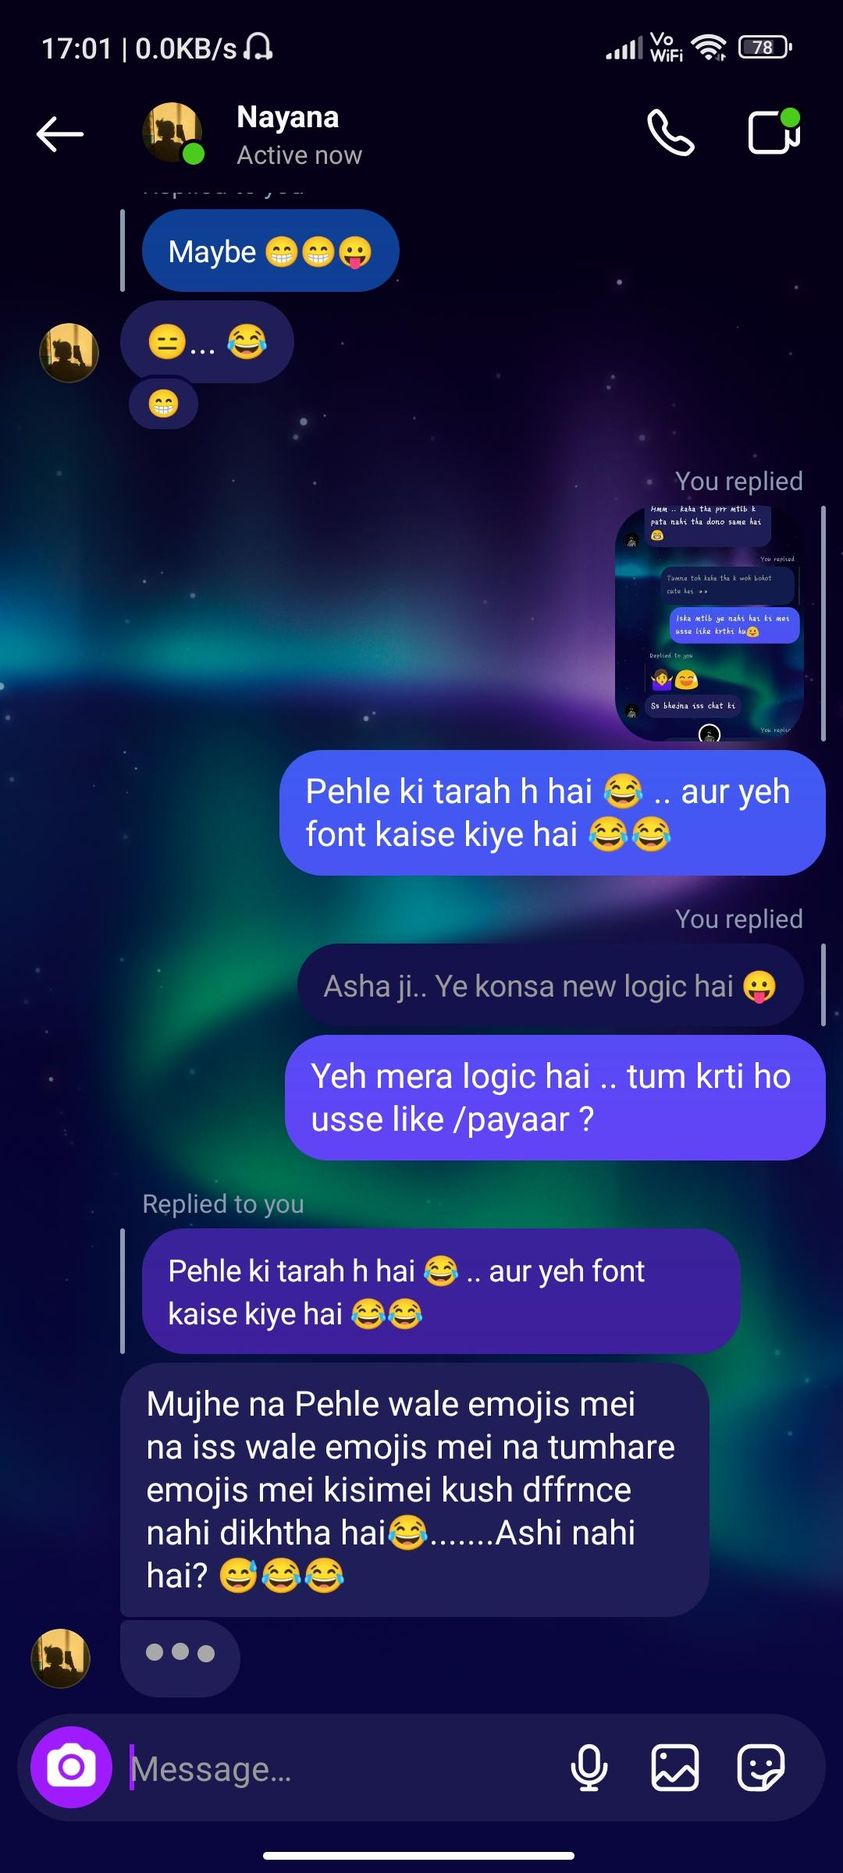 17:01 | 0.0KB/s
Vo
WiFi
78
Nayana
Active now
Replied to you
Maybe 😁😁😛
😑... 😂
😁
You replied
Hmm .. kaha tha prr mtlb k
pata nahi tha dono same hai
You replied
Tumne toh kaha tha k woh bohot
cute hai
Iska mtlb ye nahi hai ki mei
usse like krthi hu
Replied to you
🤷‍♀️😄
Ss bhejna iss chat ki
You replie
Pehle ki tarah h hai 😂 .. aur yeh
font kaise kiye hai 😂😂
You replied
Asha ji.. Ye konsa new logic hai 😛
Yeh mera logic hai .. tum krti ho
usse like /payaar ?
Replied to you
Pehle ki tarah h hai 😂 .. aur yeh font
kaise kiye hai 😂😂
Mujhe na Pehle wale emojis mei
na iss wale emojis mei na tumhare
emojis mei kisimei kush dffrnce
nahi dikhtha hai😂.......Ashi nahi
hai? 😅😂😂
Message...